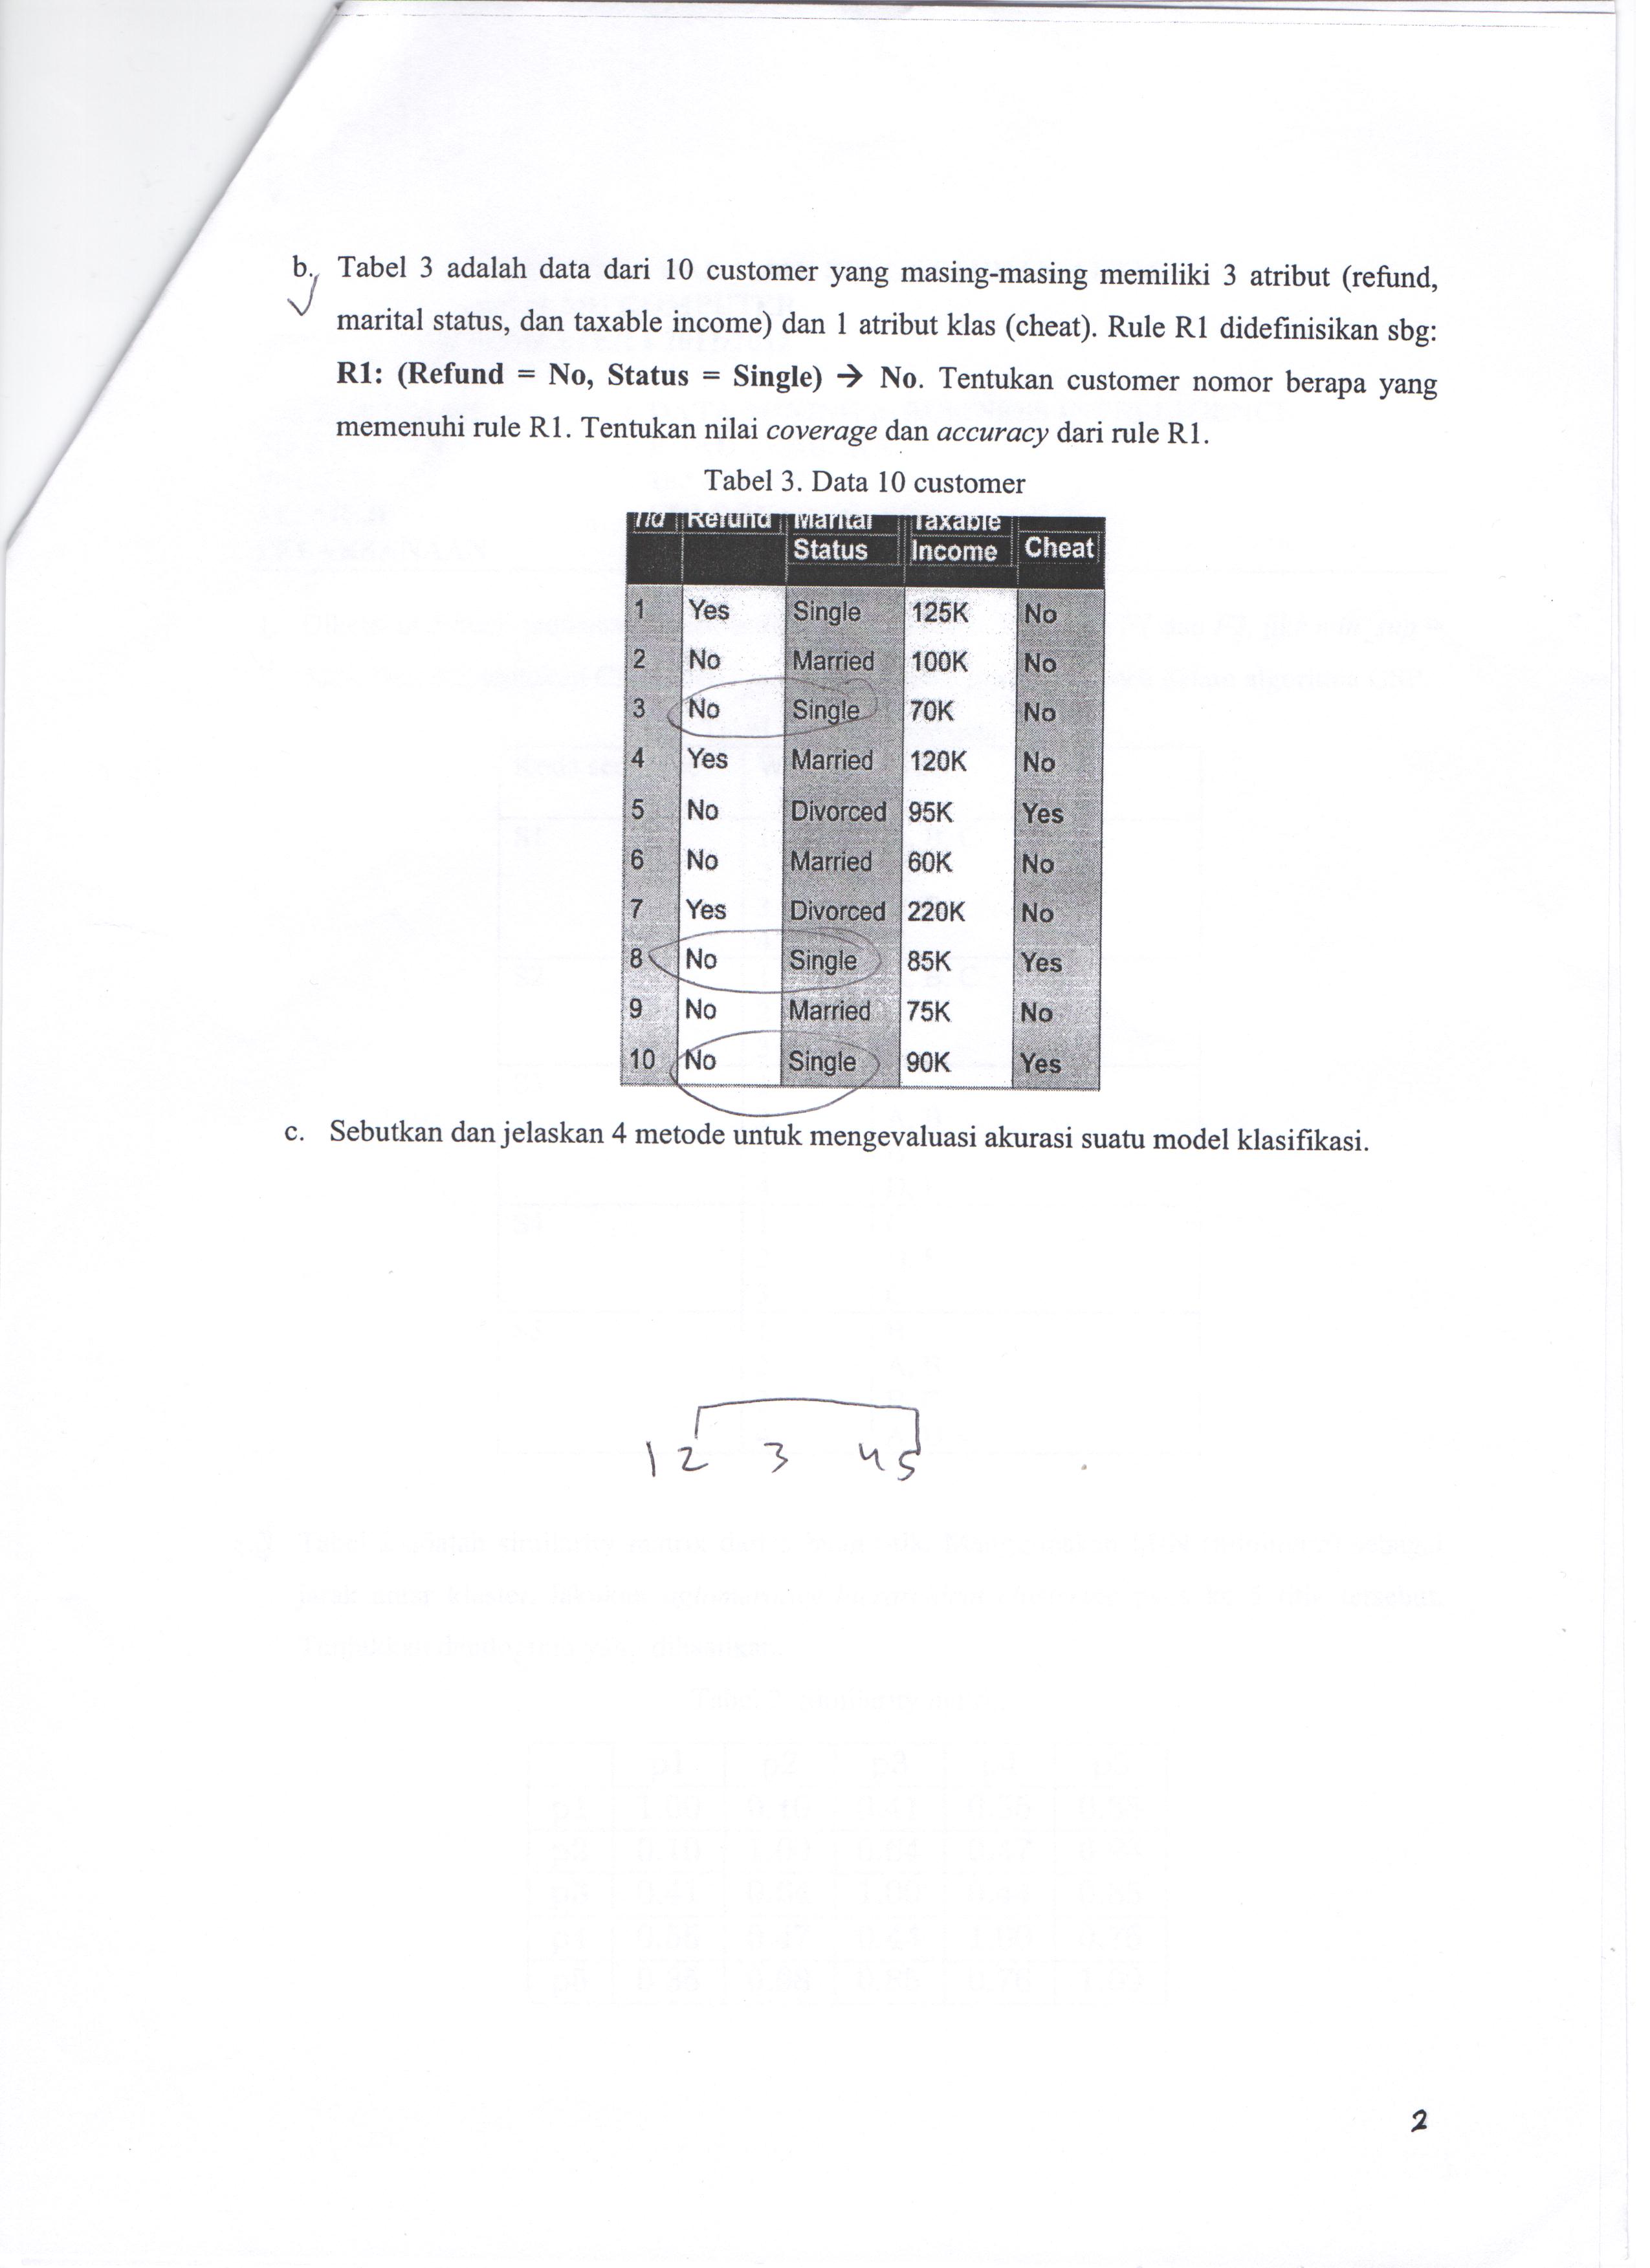 b. Tabel 3 adalah data dari 10 customer yang masing-masing memiliki 3 atribut (refund,
marital status, dan taxable income) dan 1 atribut klas (cheat). Rule R1 didefinisikan sbg:
R1: (Refund = No, Status = Single) → No. Tentukan customer nomor berapa yang
memenuhi rule R1. Tentukan nilai coverage dan accuracy dari rule R1.
Tabel 3. Data 10 customer
Tid Refund Marital Status Taxable Income Cheat
1 Yes Single 125K No
2 No Married 100K No
3 No Single 70K No
4 Yes Married 120K No
5 No Divorced 95K Yes
6 No Married 60K No
7 Yes Divorced 220K No
8 No Single 85K Yes
9 No Married 75K No
10 No Single 90K Yes
c. Sebutkan dan jelaskan 4 metode untuk mengevaluasi akurasi suatu model klasifikasi.
1 2 3 4 5
2